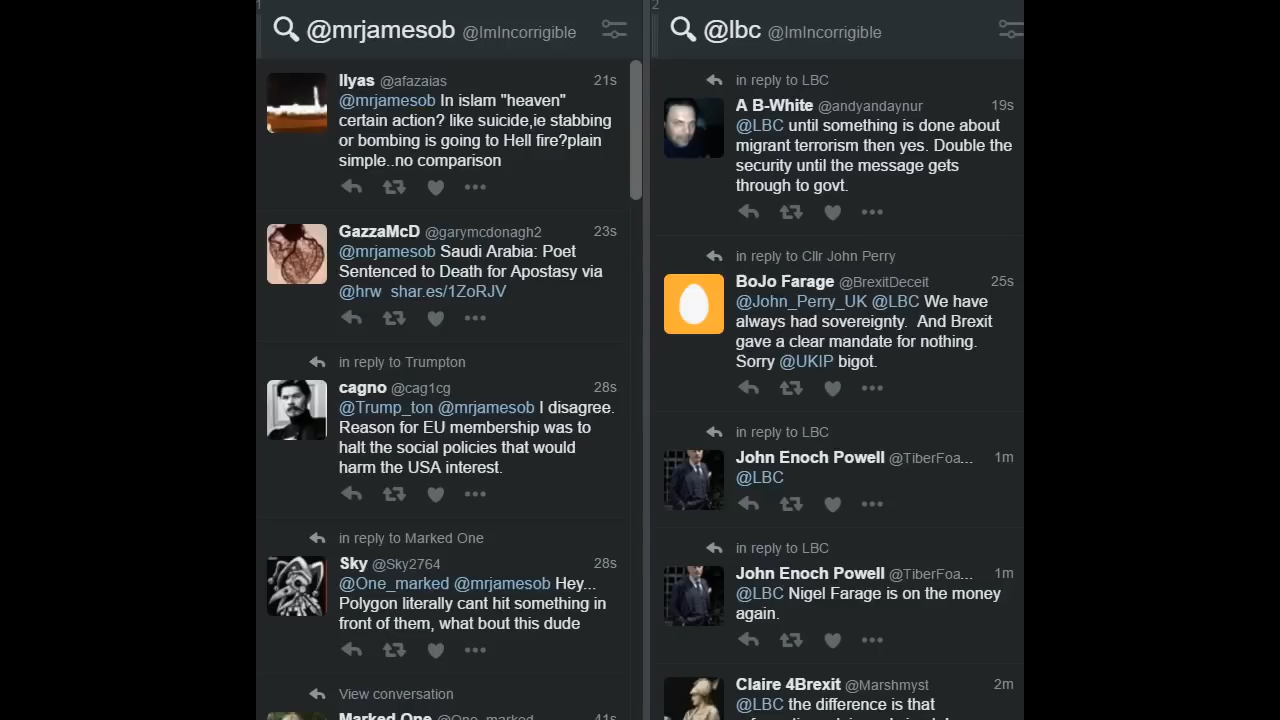 1
@mrjamesob @ImIncorrigible
Ilyas @afazaias 21s
@mrjamesob In islam "heaven"
certain action? like suicide,ie stabbing
or bombing is going to Hell fire?plain
simple..no comparison
GazzaMcD @garymcdonagh2 23s
@mrjamesob Saudi Arabia: Poet
Sentenced to Death for Apostasy via
@hrw shar.es/1ZoRJV
in reply to Trumpton
cagno @cag1cg 28s
@Trump_ton @mrjamesob I disagree.
Reason for EU membership was to
halt the social policies that would
harm the USA interest.
in reply to Marked One
Sky @Sky2764 28s
@One_marked @mrjamesob Hey...
Polygon literally cant hit something in
front of them, what bout this dude
View conversation
Marked One @One_marked 41s
2
@lbc @ImIncorrigible
in reply to LBC
A B-White @andyandaynur 19s
@LBC until something is done about
migrant terrorism then yes. Double the
security until the message gets
through to govt.
in reply to Cllr John Perry
BoJo Farage @BrexitDeceit 25s
@John_Perry_UK @LBC We have
always had sovereignty.  And Brexit
gave a clear mandate for nothing.
Sorry @UKIP bigot.
in reply to LBC
John Enoch Powell @TiberFoa... 1m
@LBC
in reply to LBC
John Enoch Powell @TiberFoa... 1m
@LBC Nigel Farage is on the money
again.
Claire 4Brexit @Marshmyst 2m
@LBC the difference is that